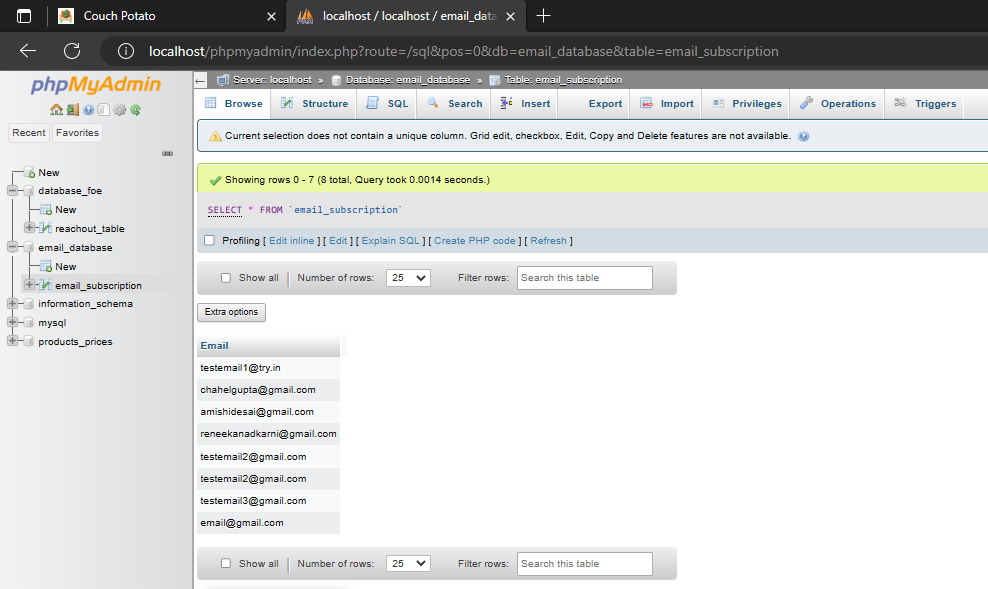 Couch Potato
localhost / localhost / email_data
localhost/phpmyadmin/index.php?route=/sql&pos=0&db=email_database&table=email_subscription
phpMyAdmin
Recent Favorites
New
database_foe
New
reachout_table
email_database
New
email_subscription
information_schema
mysql
products_prices
Server: localhost » Database: email_database » Table: email_subscription
Browse Structure SQL Search Insert Export Import Privileges Operations Triggers
Current selection does not contain a unique column. Grid edit, checkbox, Edit, Copy and Delete features are not available.
Showing rows 0 - 7 (8 total, Query took 0.0014 seconds.)
SELECT * FROM `email_subscription`
Profiling [ Edit inline ] [ Edit ] [ Explain SQL ] [ Create PHP code ] [ Refresh ]
Show all Number of rows: 25 Filter rows: Search this table
Extra options
Email
testemail1@try.in
chahelgupta@gmail.com
amishidesai@gmail.com
reneekanadkarni@gmail.com
testemail2@gmail.com
testemail2@gmail.com
testemail3@gmail.com
email@gmail.com
Show all Number of rows: 25 Filter rows: Search this table